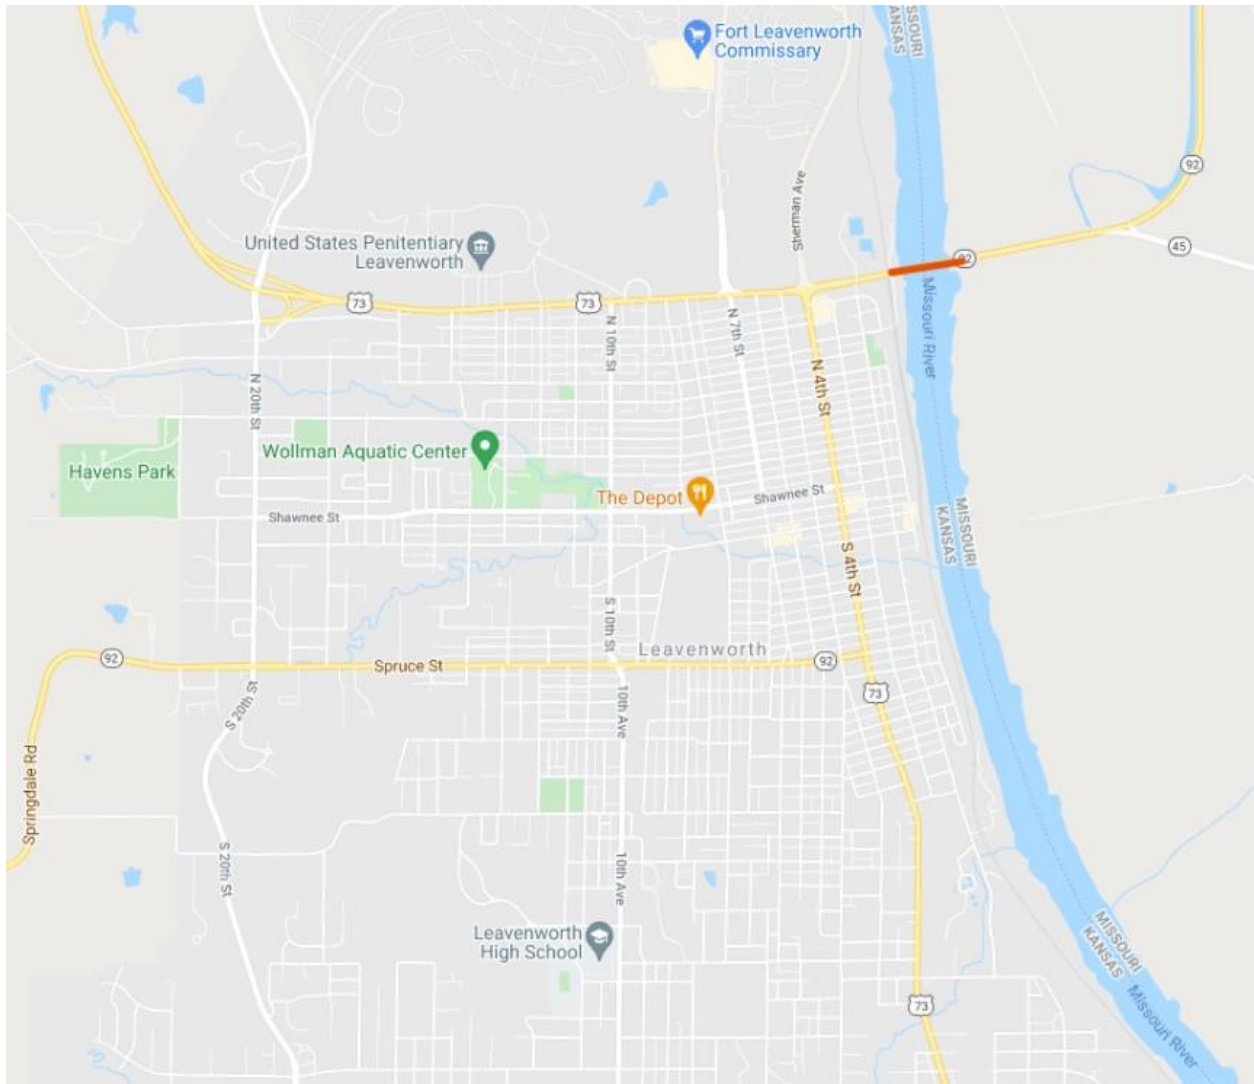 MISSOURI
KANSAS
Fort Leavenworth
Commissary
92
Sherman Ave
45
United States Penitentiary
Leavenworth
92
73
73
Missouri River
N 10th St
N 7th St
N 4th St
N 20th St
Wollman Aquatic Center
Havens Park
The Depot
Shawnee St
Shawnee St
MISSOURI
KANSAS
S 4th St
S 10th St
Leavenworth
92
Spruce St
92
73
S 20th St
10th Ave
Springdale Rd
S 20th St
10th Ave
Leavenworth
High School
MISSOURI
KANSAS
73
Missouri River